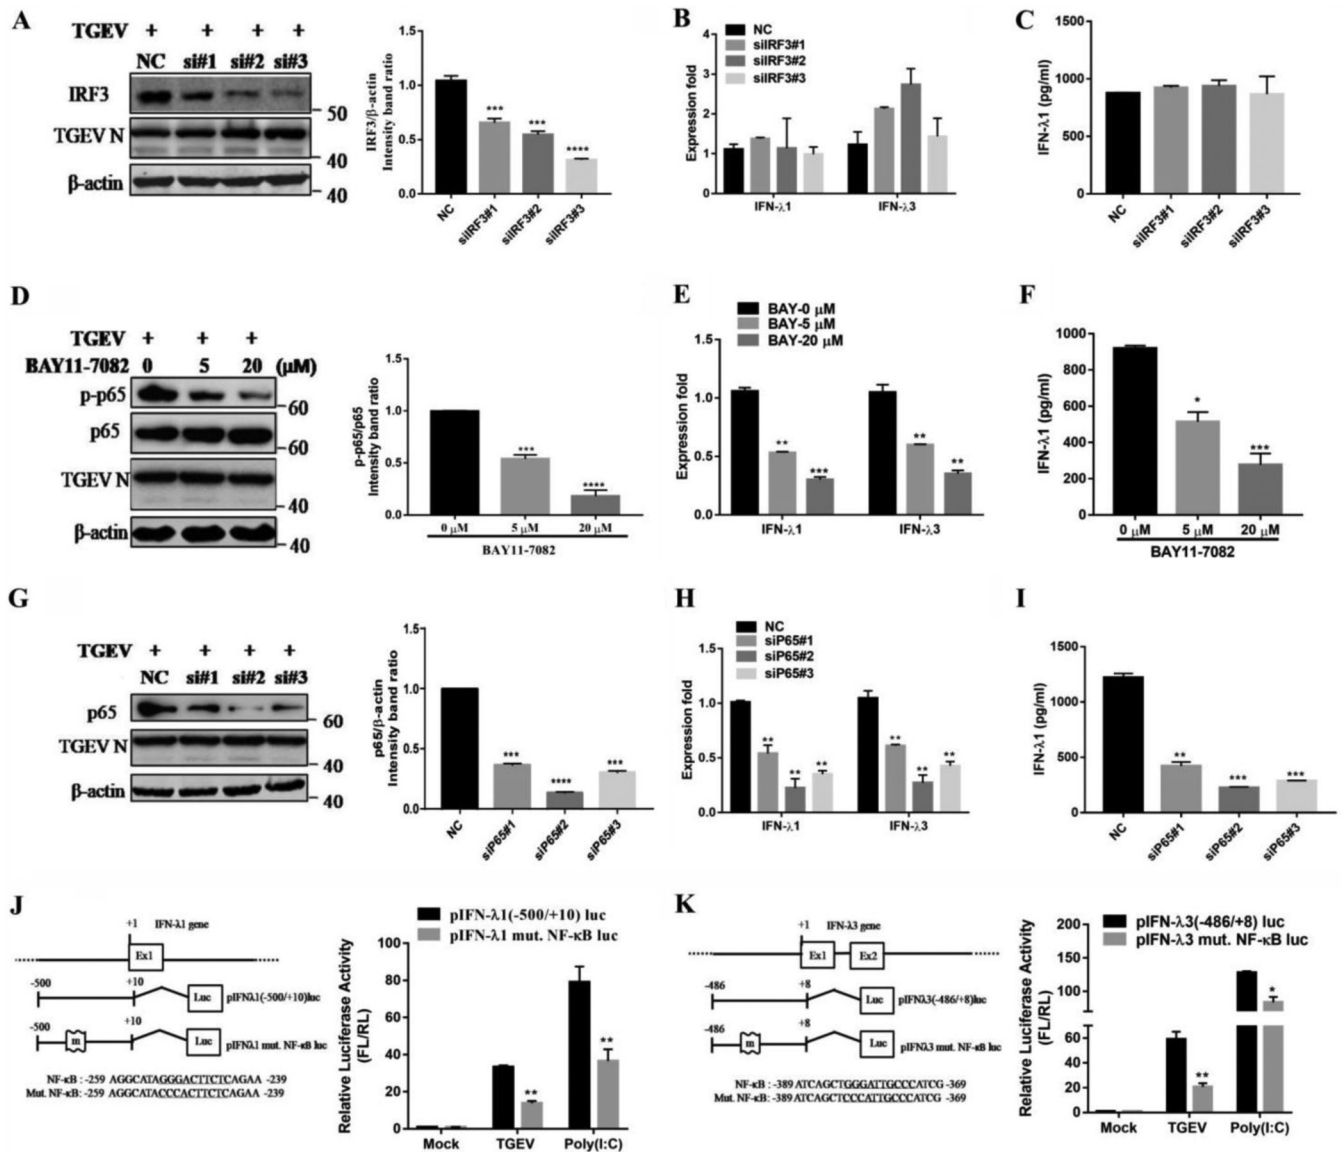 A
TGEV + + + +
NC si#1 si#2 si#3
IRF3
50
TGEV N
40
β-actin
40
IRF3/β-actin
Intensity band ratio
1.5
1.0
0.5
0.0
NC
siIRF3#1
siIRF3#2
siIRF3#3
***
***
****
B
NC
siIRF3#1
siIRF3#2
siIRF3#3
Expression fold
4
3
2
1
0
IFN-λ1
IFN-λ3
C
IFN-λ1 (pg/ml)
1500
1000
500
0
NC
siIRF3#1
siIRF3#2
siIRF3#3
D
TGEV + + +
BAY11-7082 0 5 20 (μM)
p-p65
60
p65
60
TGEV N
40
β-actin
40
p-p65/p65
Intensity band ratio
1.5
1.0
0.5
0.0
***
****
0 μM 5 μM 20 μM
BAY11-7082
E
BAY-0 μM
BAY-5 μM
BAY-20 μM
Expression fold
1.5
1.0
0.5
0.0
**
***
**
**
IFN-λ1
IFN-λ3
F
IFN-λ1 (pg/ml)
1000
800
600
400
200
0
*
***
0 μM 5 μM 20 μM
BAY11-7082
G
TGEV + + + +
NC si#1 si#2 si#3
p65
60
TGEV N
40
β-actin
40
p65/β-actin
Intensity band ratio
1.5
1.0
0.5
0.0
***
****
***
NC
siP65#1
siP65#2
siP65#3
H
NC
siP65#1
siP65#2
siP65#3
Expression fold
1.5
1.0
0.5
0.0
**
**
**
**
**
**
IFN-λ1
IFN-λ3
I
IFN-λ1 (pg/ml)
1500
1000
500
0
**
***
***
NC
siP65#1
siP65#2
siP65#3
J
+1 IFN-λ1 gene
Ex1
-500 +10
Luc pIFNλ1(-500/+10)luc
-500 +10
m Luc pIFNλ1 mut. NF-κB luc
NF-κB : -259 AGGCATAGGGACTTCTCAGAA -239
Mut. NF-κB : -259 AGGCATACCCACTTCTCAGAA -239
pIFN-λ1(-500/+10) luc
pIFN-λ1 mut. NF-κB luc
Relative Luciferase Activity
(FL/RL)
100
80
60
40
20
0
**
**
Mock TGEV Poly(I:C)
K
+1 IFN-λ3 gene
Ex1 Ex2
-486 +8
Luc pIFNλ3(-486/+8)luc
-486 +8
m Luc pIFNλ3 mut. NF-κB luc
NF-κB : -389 ATCAGCTGGGATTGCCCATCG -369
Mut. NF-κB : -389 ATCAGCTCCCATTGCCCATCG -369
pIFN-λ3(-486/+8) luc
pIFN-λ3 mut. NF-κB luc
Relative Luciferase Activity
(FL/RL)
200
150
100
60
40
20
0
**
*
Mock TGEV Poly(I:C)